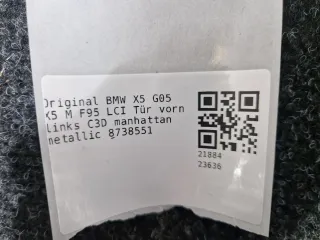 Original BMW X5 G05
X5 M F95 LCI Tür vorn
links C3D manhattan
metallic 8738551
21884
23636